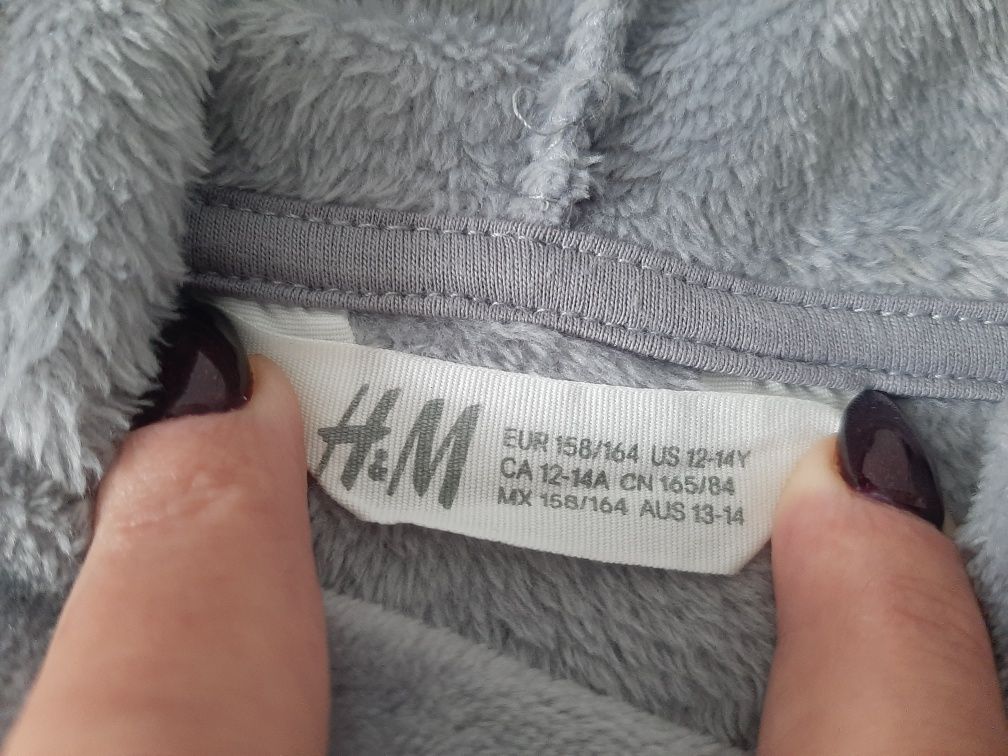 H&M
EUR 158/164 US 12-14Y
CA 12-14A CN 165/84
MX 158/164 AUS 13-14